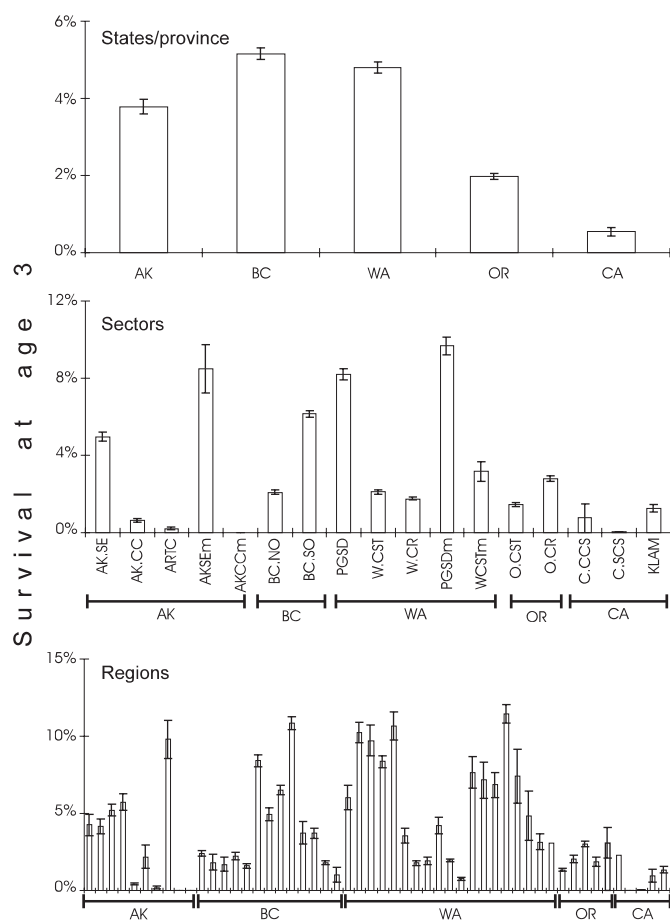 Survival at age 3
States/province
6%
4%
2%
0%
AK BC WA OR CA
Sectors
12%
8%
4%
0%
AK.SE AK.CC ARTC AKSEm AKCCm BC.NO BC.SO PGSD W.CST W.CR PGSDm WCSTm O.CST O.CR C.CCS C.SCS KLAM
AK BC WA OR CA
Regions
15%
10%
5%
0%
AK BC WA OR CA